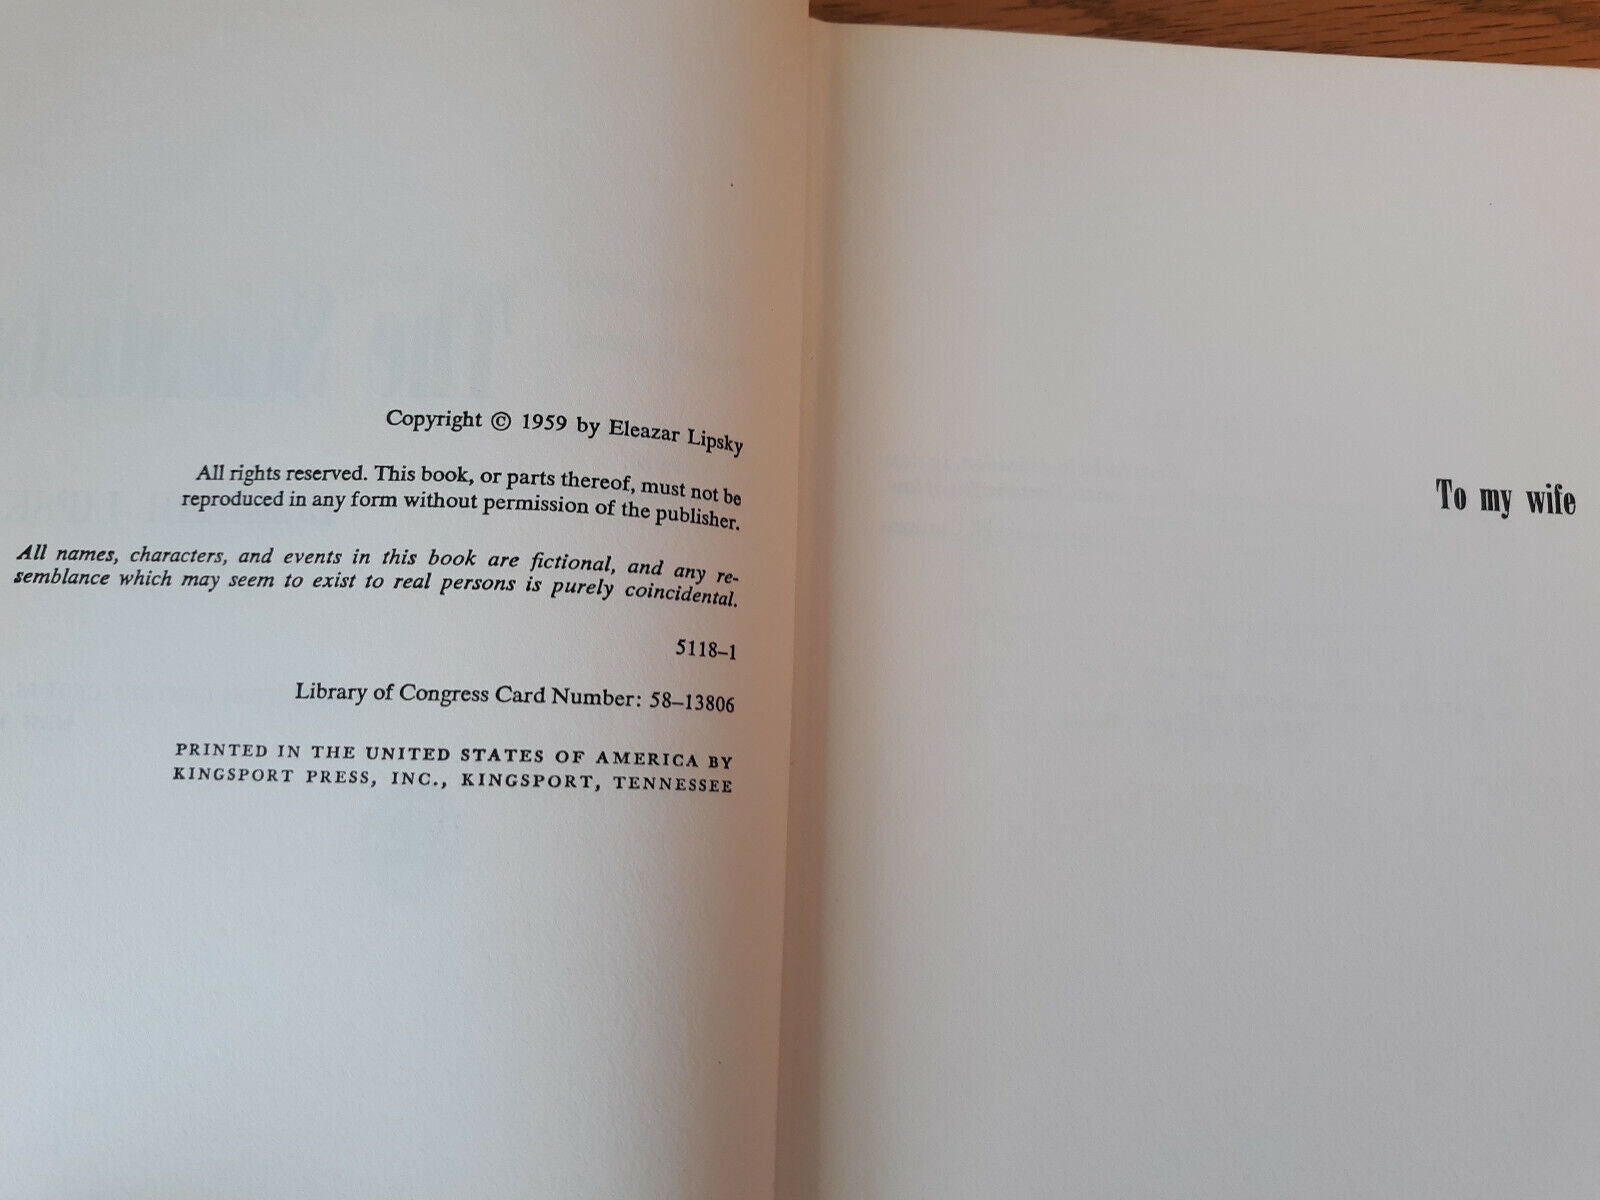 Copyright © 1959 by Eleazar Lipsky
All rights reserved. This book, or parts thereof, must not be
reproduced in any form without permission of the publisher.
All names, characters, and events in this book are fictional, and any re-
semblance which may seem to exist to real persons is purely coincidental.
5118–1
Library of Congress Card Number: 58–13806
PRINTED IN THE UNITED STATES OF AMERICA BY
KINGSPORT PRESS, INC., KINGSPORT, TENNESSEE
To my wife